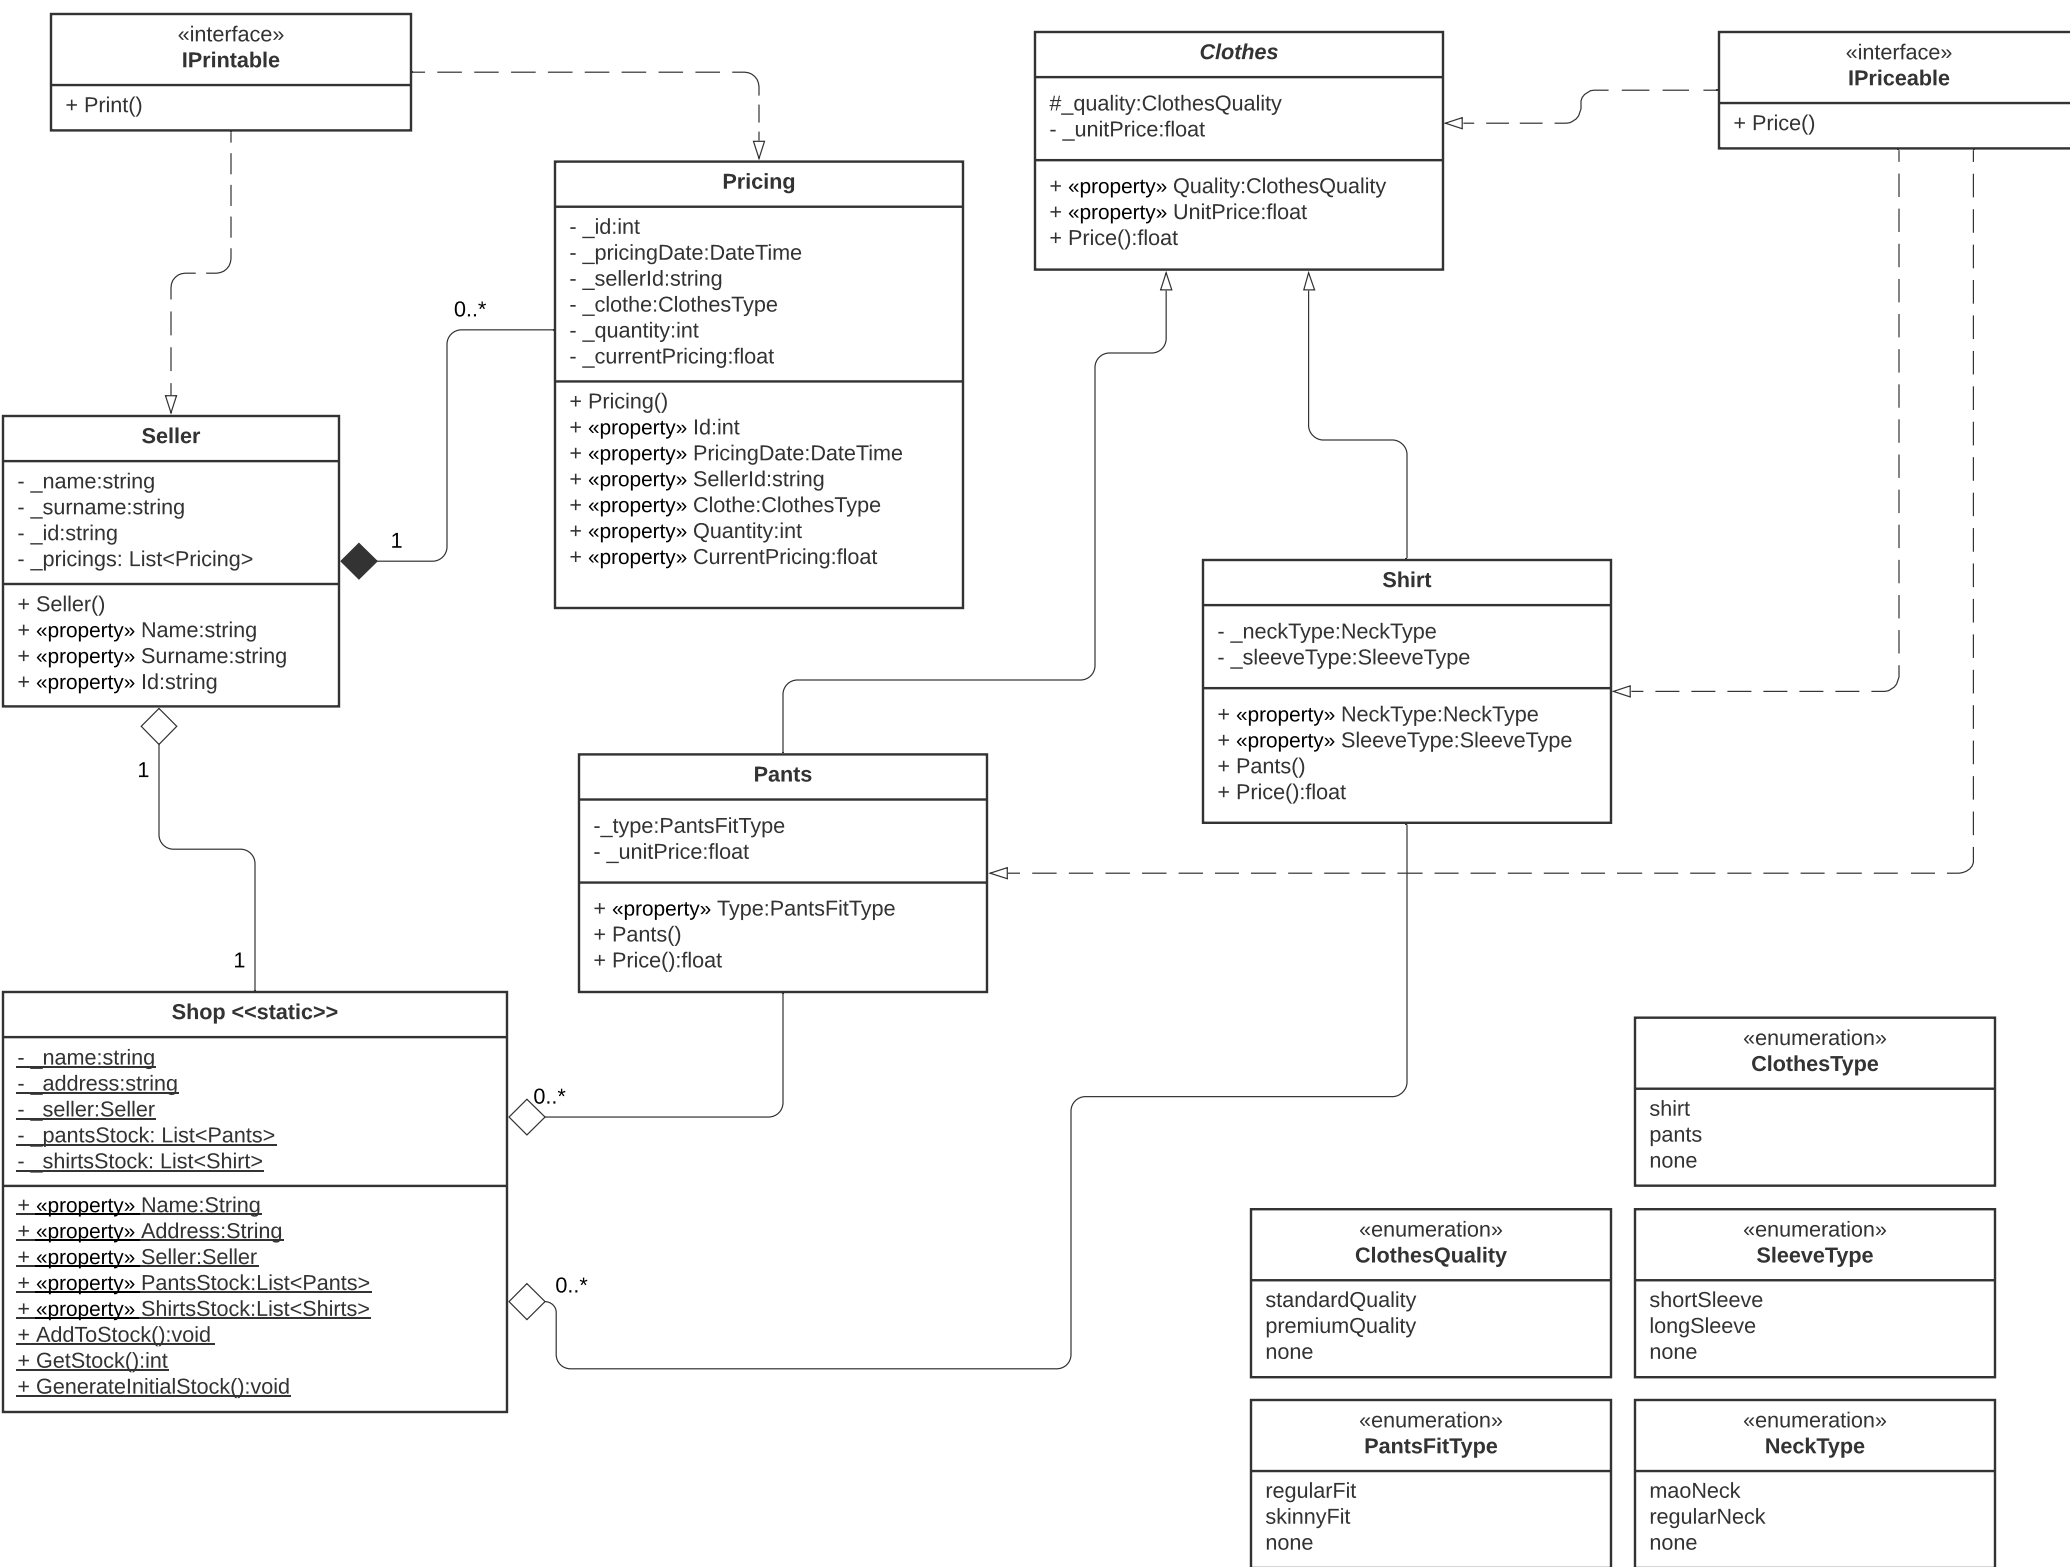 «interface»
IPrintable
+ Print()
Clothes
#_quality:ClothesQuality
- _unitPrice:float
+ «property» Quality:ClothesQuality
+ «property» UnitPrice:float
+ Price():float
«interface»
IPriceable
+ Price()
Pricing
- _id:int
- _pricingDate:DateTime
- _sellerId:string
- _clothe:ClothesType
- _quantity:int
- _currentPricing:float
+ Pricing()
+ «property» Id:int
+ «property» PricingDate:DateTime
+ «property» SellerId:string
+ «property» Clothe:ClothesType
+ «property» Quantity:int
+ «property» CurrentPricing:float
0..*
1
Seller
- _name:string
- _surname:string
- _id:string
- _pricings: List<Pricing>
+ Seller()
+ «property» Name:string
+ «property» Surname:string
+ «property» Id:string
1
1
Shirt
- _neckType:NeckType
- _sleeveType:SleeveType
+ «property» NeckType:NeckType
+ «property» SleeveType:SleeveType
+ Pants()
+ Price():float
Pants
-_type:PantsFitType
- _unitPrice:float
+ «property» Type:PantsFitType
+ Pants()
+ Price():float
Shop <<static>>
- _name:string
- _address:string
- _seller:Seller
- _pantsStock: List<Pants>
- _shirtsStock: List<Shirt>
+ «property» Name:String
+ «property» Address:String
+ «property» Seller:Seller
+ «property» PantsStock:List<Pants>
+ «property» ShirtsStock:List<Shirts>
+ AddToStock():void
+ GetStock():int
+ GenerateInitialStock():void
0..*
0..*
«enumeration»
ClothesType
shirt
pants
none
«enumeration»
ClothesQuality
standardQuality
premiumQuality
none
«enumeration»
SleeveType
shortSleeve
longSleeve
none
«enumeration»
PantsFitType
regularFit
skinnyFit
none
«enumeration»
NeckType
maoNeck
regularNeck
none